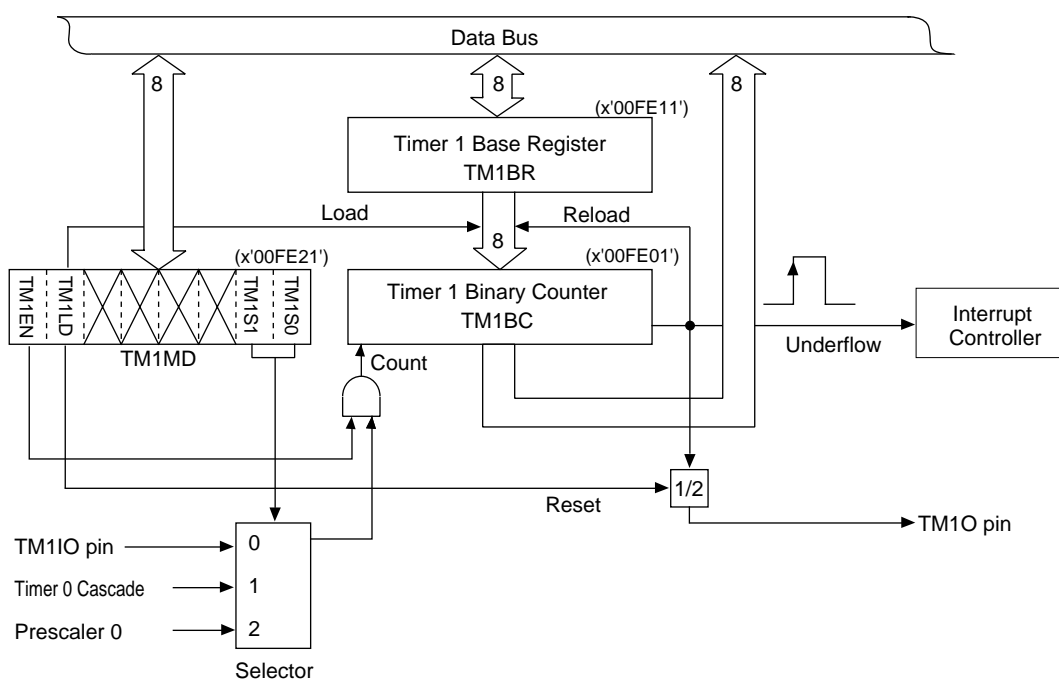 Data Bus
8
8
8
(x'00FE11')
Timer 1 Base Register
TM1BR
Load
Reload
8
(x'00FE21')
(x'00FE01')
TM1EN
TM1LD
TM1S1
TM1S0
Timer 1 Binary Counter
TM1BC
Interrupt
Controller
Underflow
TM1MD
Count
1/2
Reset
TM1O pin
TM1IO pin
0
Timer 0 Cascade
1
Prescaler 0
2
Selector